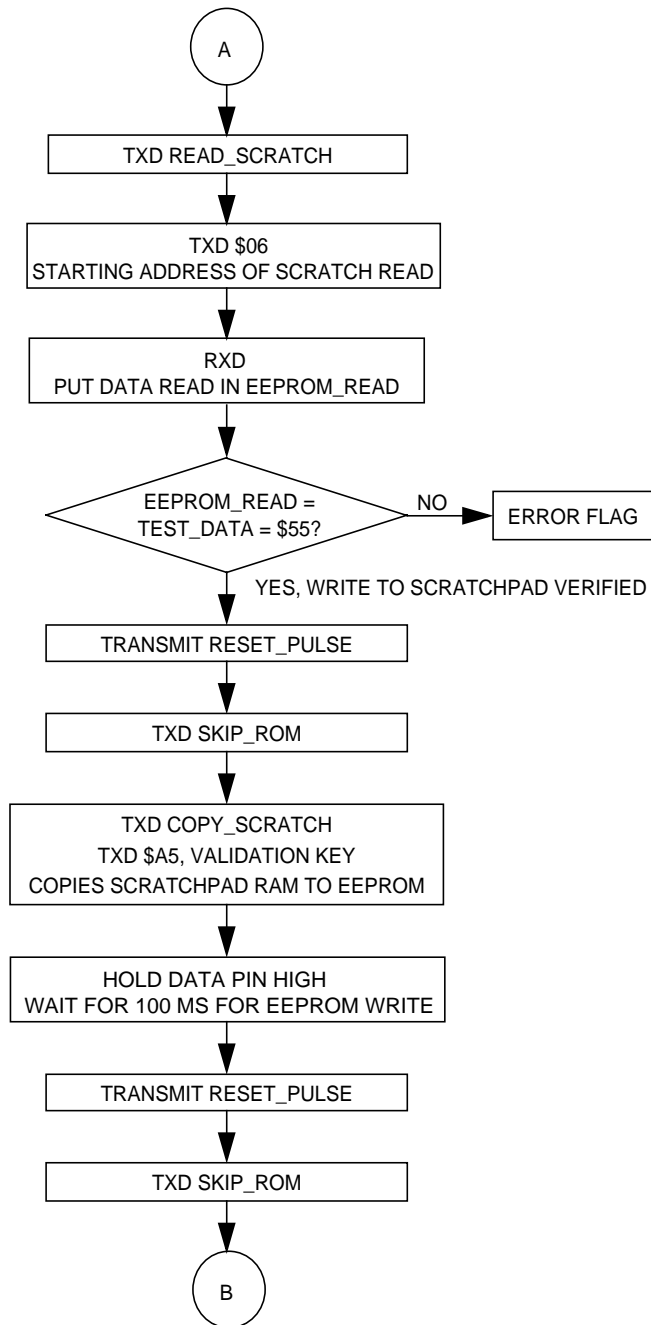 A
TXD READ_SCRATCH
TXD $06
STARTING ADDRESS OF SCRATCH READ
RXD
PUT DATA READ IN EEPROM_READ
EEPROM_READ =
TEST_DATA = $55?
NO
ERROR FLAG
YES, WRITE TO SCRATCHPAD VERIFIED
TRANSMIT RESET_PULSE
TXD SKIP_ROM
TXD COPY_SCRATCH
TXD $A5, VALIDATION KEY
COPIES SCRATCHPAD RAM TO EEPROM
HOLD DATA PIN HIGH
WAIT FOR 100 MS FOR EEPROM WRITE
TRANSMIT RESET_PULSE
TXD SKIP_ROM
B